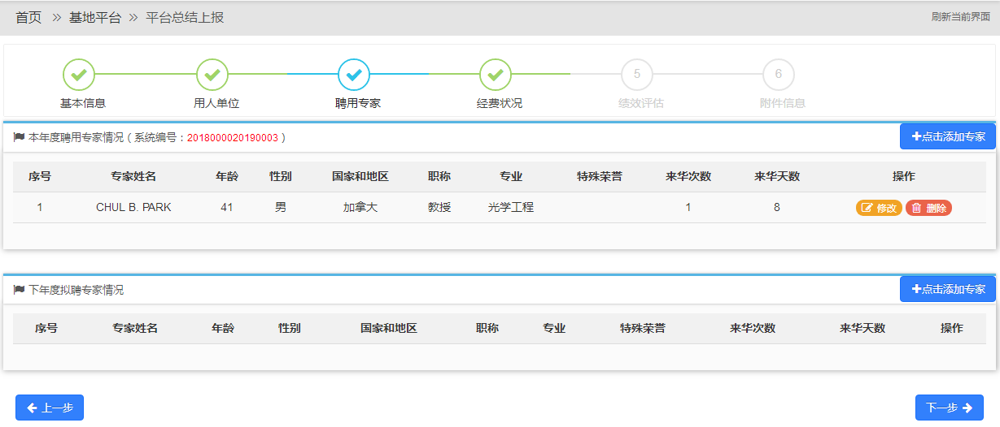 首页 » 基地平台 » 平台总结上报 刷新当前界面
5 6
基本信息 用人单位 聘用专家 经费状况 绩效评估 附件信息
本年度聘用专家情况（系统编号：2018000020190003） +点击添加专家
序号 专家姓名 年龄 性别 国家和地区 职称 专业 特殊荣誉 来华次数 来华天数 操作
1 CHUL B. PARK 41 男 加拿大 教授 光学工程 1 8 修改 删除
下年度拟聘专家情况 +点击添加专家
序号 专家姓名 年龄 性别 国家和地区 职称 专业 特殊荣誉 来华次数 来华天数 操作
上一步 下一步